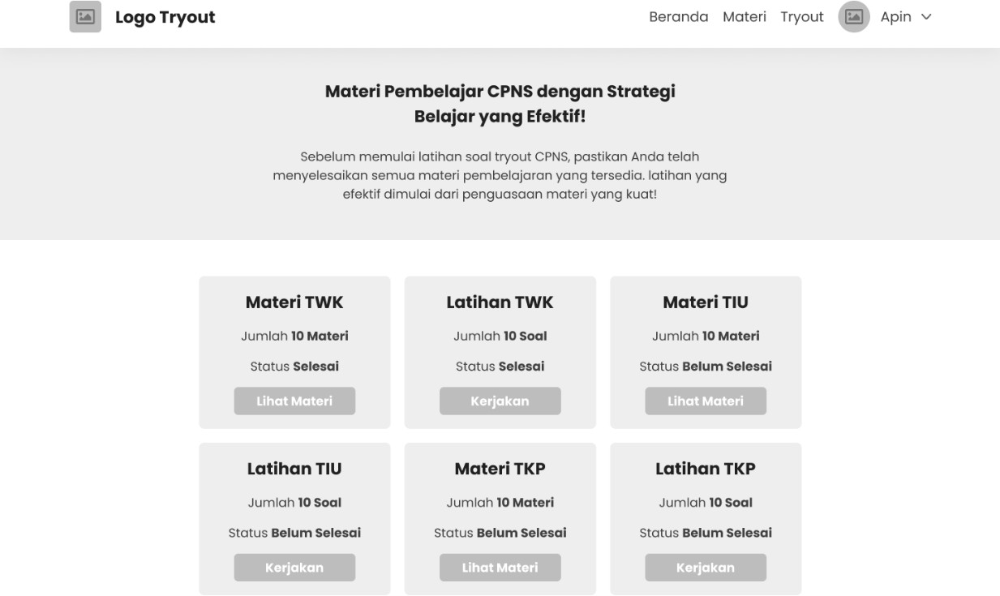 Logo Tryout
Beranda Materi Tryout Apin
Materi Pembelajar CPNS dengan Strategi
Belajar yang Efektif!
Sebelum memulai latihan soal tryout CPNS, pastikan Anda telah
menyelesaikan semua materi pembelajaran yang tersedia. latihan yang
efektif dimulai dari penguasaan materi yang kuat!
Materi TWK
Jumlah 10 Materi
Status Selesai
Lihat Materi
Latihan TWK
Jumlah 10 Soal
Status Selesai
Kerjakan
Materi TIU
Jumlah 10 Materi
Status Belum Selesai
Lihat Materi
Latihan TIU
Jumlah 10 Soal
Status Belum Selesai
Kerjakan
Materi TKP
Jumlah 10 Materi
Status Belum Selesai
Lihat Materi
Latihan TKP
Jumlah 10 Soal
Status Belum Selesai
Kerjakan